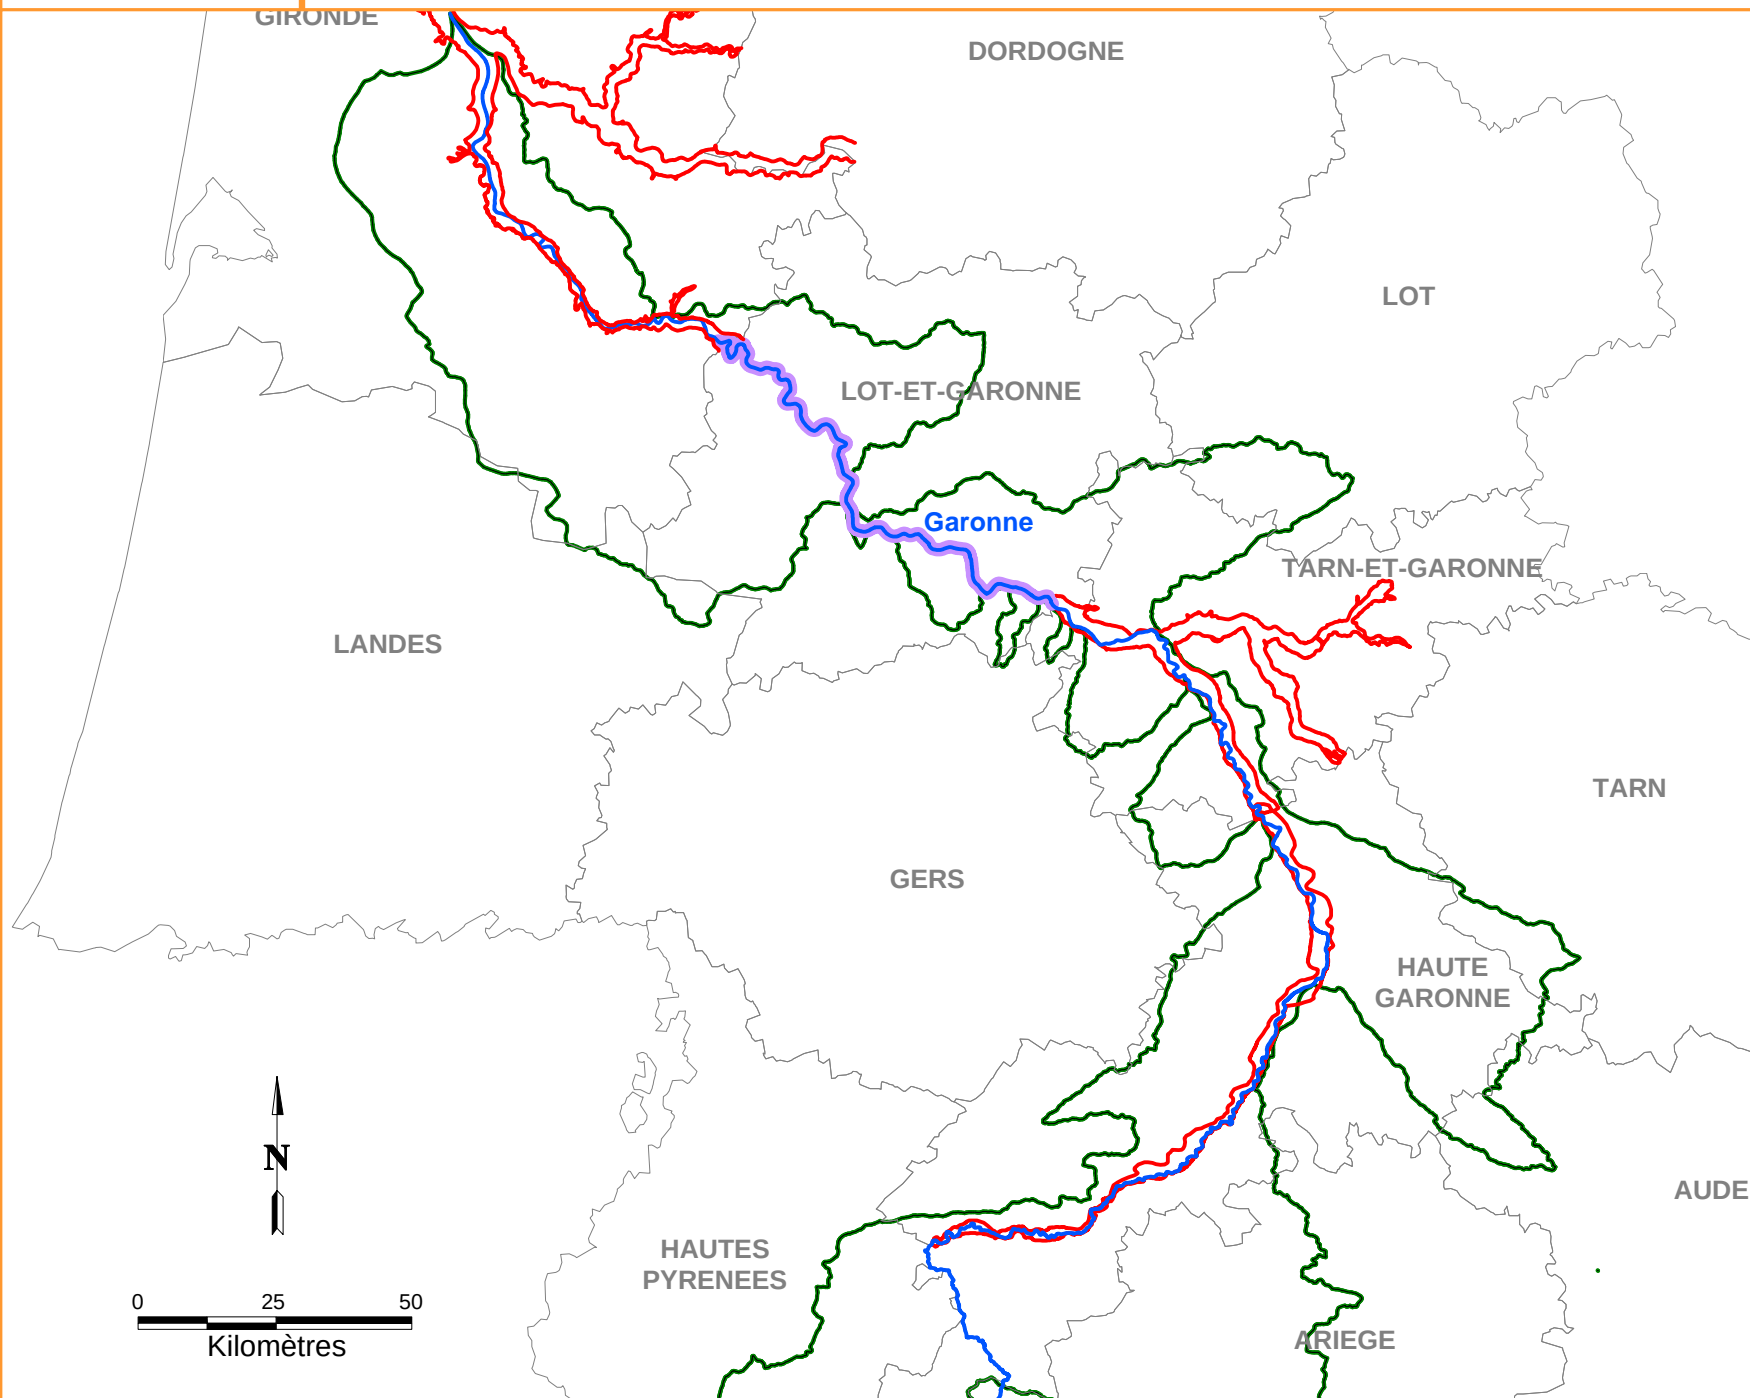 GIRONDE
DORDOGNE
LOT
LOT-ET-GARONNE
Garonne
TARN-ET-GARONNE
LANDES
TARN
GERS
HAUTE
GARONNE
N
AUDE
HAUTES
PYRENEES
0 25 50
Kilomètres
ARIEGE